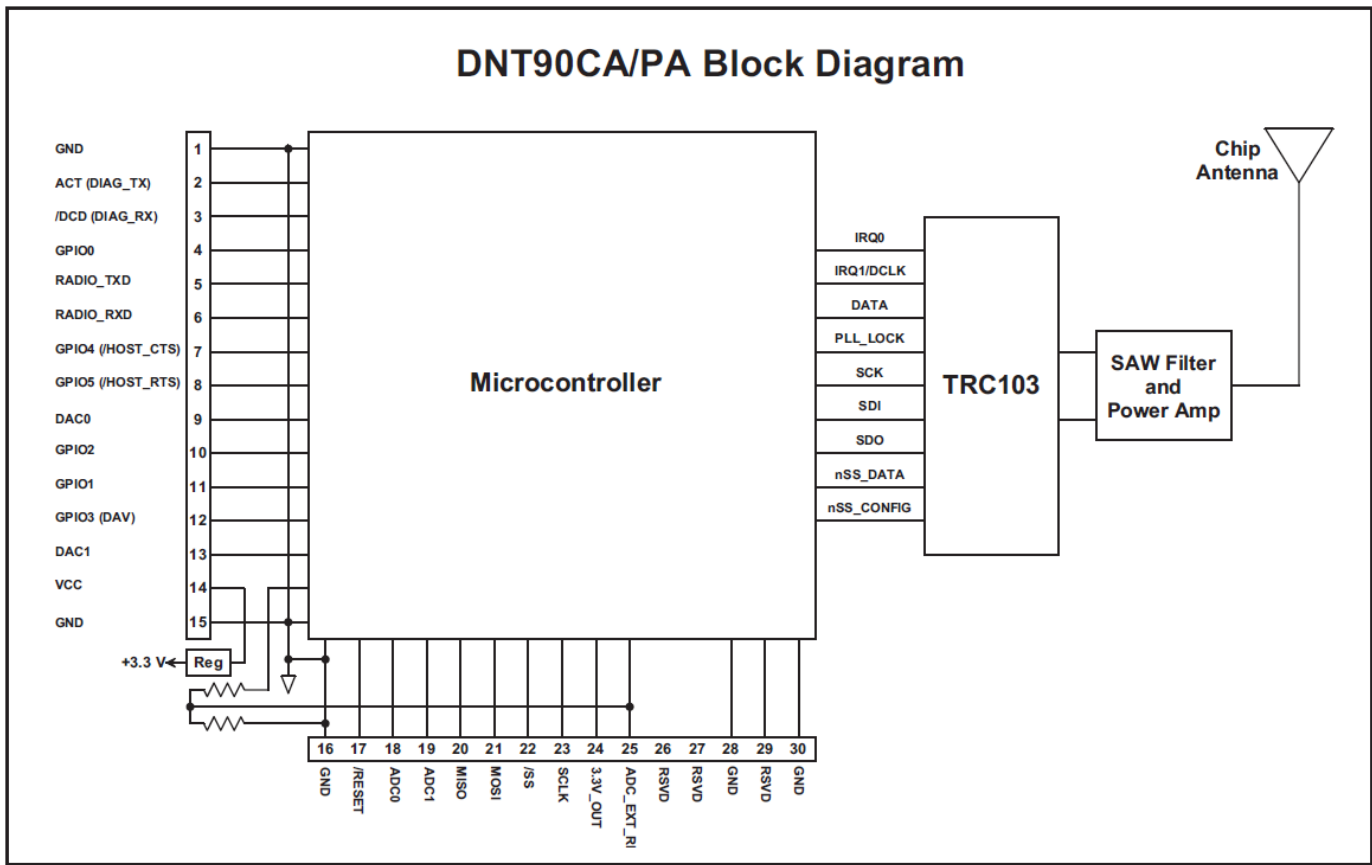 DNT90CA/PA Block Diagram
GND 1
ACT (DIAG_TX) 2
/DCD (DIAG_RX) 3
GPIO0 4
RADIO_TXD 5
RADIO_RXD 6
GPIO4 (/HOST_CTS) 7
GPIO5 (/HOST_RTS) 8
DAC0 9
GPIO2 10
GPIO1 11
GPIO3 (DAV) 12
DAC1 13
VCC 14
GND 15
+3.3 V
Reg
Microcontroller
IRQ0
IRQ1/DCLK
DATA
PLL_LOCK
SCK
SDI
SDO
nSS_DATA
nSS_CONFIG
TRC103
SAW Filter
and
Power Amp
Chip
Antenna
16 17 18 19 20 21 22 23 24 25 26 27 28 29 30
GND
/RESET
ADC0
ADC1
MISO
MOSI
/SS
SCLK
3.3V_OUT
ADC_EXT_RI
RSVD
RSVD
GND
RSVD
GND